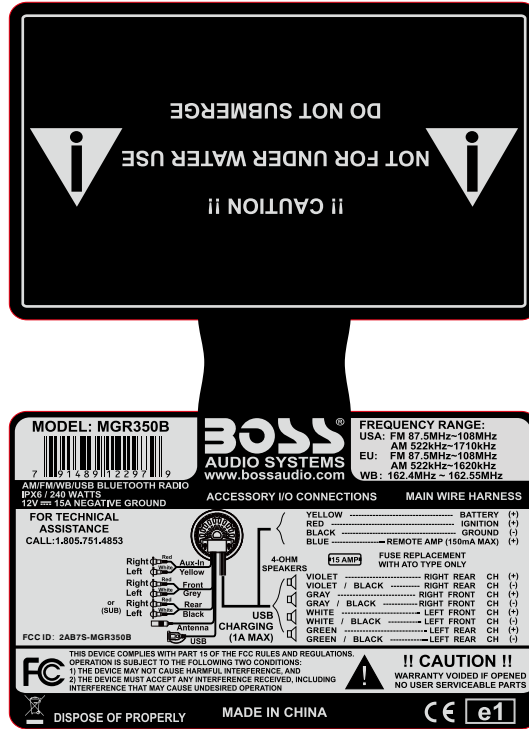 !! CAUTION !!
NOT FOR UNDER WATER USE
DO NOT SUBMERGE
MODEL: MGR350B
7 91489 12297 9
AM/FM/WB/USB BLUETOOTH RADIO
IPX6 / 240 WATTS
12V 15A NEGATIVE GROUND
BOSS®
AUDIO SYSTEMS
www.bossaudio.com
FREQUENCY RANGE:
USA: FM 87.5MHz~108MHz
AM 522kHz~1710kHz
EU: FM 87.5MHz~108MHz
AM 522kHz~1620kHz
WB: 162.4MHz ~ 162.55MHz
ACCESSORY I/O CONNECTIONS
MAIN WIRE HARNESS
FOR TECHNICAL
ASSISTANCE
CALL:1.805.751.4853
Right Red Aux-In
Left White Yellow
Right Red Front
Left White Grey
or Right Red Rear
(SUB) Left White Black
Antenna
USB
FCC ID: 2AB7S-MGR350B
4-OHM
SPEAKERS
USB
CHARGING
(1A MAX)
YELLOW BATTERY (+)
RED IGNITION (+)
BLACK GROUND (-)
BLUE REMOTE AMP (150mA MAX) (+)
15 AMP
FUSE REPLACEMENT
WITH ATO TYPE ONLY
VIOLET RIGHT REAR CH (+)
VIOLET / BLACK RIGHT REAR CH (-)
GRAY RIGHT FRONT CH (+)
GRAY / BLACK RIGHT FRONT CH (-)
WHITE LEFT FRONT CH (+)
WHITE / BLACK LEFT FRONT CH (-)
GREEN LEFT REAR CH (+)
GREEN / BLACK LEFT REAR CH (-)
FC
THIS DEVICE COMPLIES WITH PART 15 OF THE FCC RULES AND REGULATIONS.
OPERATION IS SUBJECT TO THE FOLLOWING TWO CONDITIONS:
1) THE DEVICE MAY NOT CAUSE HARMFUL INTERFERENCE, AND
2) THE DEVICE MUST ACCEPT ANY INTERFERENCE RECEIVED, INCLUDING
INTERFERENCE THAT MAY CAUSE UNDESIRED OPERATION
!! CAUTION !!
WARRANTY VOIDED IF OPENED
NO USER SERVICEABLE PARTS
DISPOSE OF PROPERLY
MADE IN CHINA
CE e1